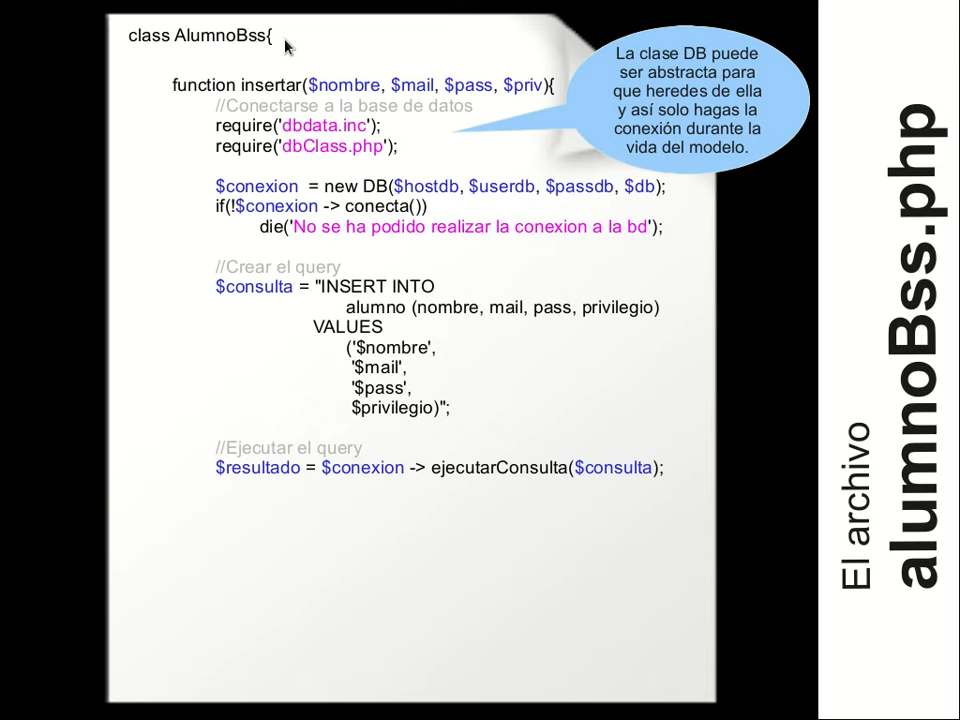 class AlumnoBss{
function insertar($nombre, $mail, $pass, $priv){
//Conectarse a la base de datos
require('dbdata.inc');
require('dbClass.php');
$conexion  = new DB($hostdb, $userdb, $passdb, $db);
if(!$conexion -> conecta())
die('No se ha podido realizar la conexion a la bd');
//Crear el query
$consulta = "INSERT INTO
alumno (nombre, mail, pass, privilegio)
VALUES
('$nombre',
'$mail',
'$pass',
$privilegio)";
//Ejecutar el query
$resultado = $conexion -> ejecutarConsulta($consulta);
La clase DB puede
ser abstracta para
que heredes de ella
y así solo hagas la
conexión durante la
vida del modelo.
El archivo
alumnoBss.php